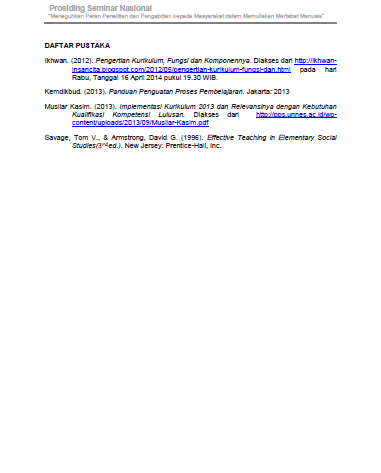 Prosiding Seminar Nasional
"Meneguhkan Peran Penelitian dan Pengabdian kepada Masyarakat dalam Memuliakan Martabat Manusia"
DAFTAR PUSTAKA
Ikhwan. (2012). Pengertian Kurikulum, Fungsi dan Komponennya. Diakses dari http://ikhwan-
insancita.blogspot.com/2012/05/pengertian-kurikulum-fungsi-dan.html pada hari
Rabu, Tanggal 16 April 2014 pukul 19.30 WIB.
Kemdikbud. (2013). Panduan Penguatan Proses Pembelajaran. Jakarta: 2013
Musliar Kasim. (2013). Implementasi Kurikulum 2013 dan Relevansinya dengan Kebutuhan
Kualifikasi Kompetensi Lulusan. Diakses dari http://pps.unnes.ac.id/wp-
content/uploads/2013/09/Musliar-Kasim.pdf
Savage, Tom V., & Armstrong, David G. (1996). Effective Teaching in Elementary Social
Studies(3rd ed.). New Jersey: Prentice-Hall, Inc.